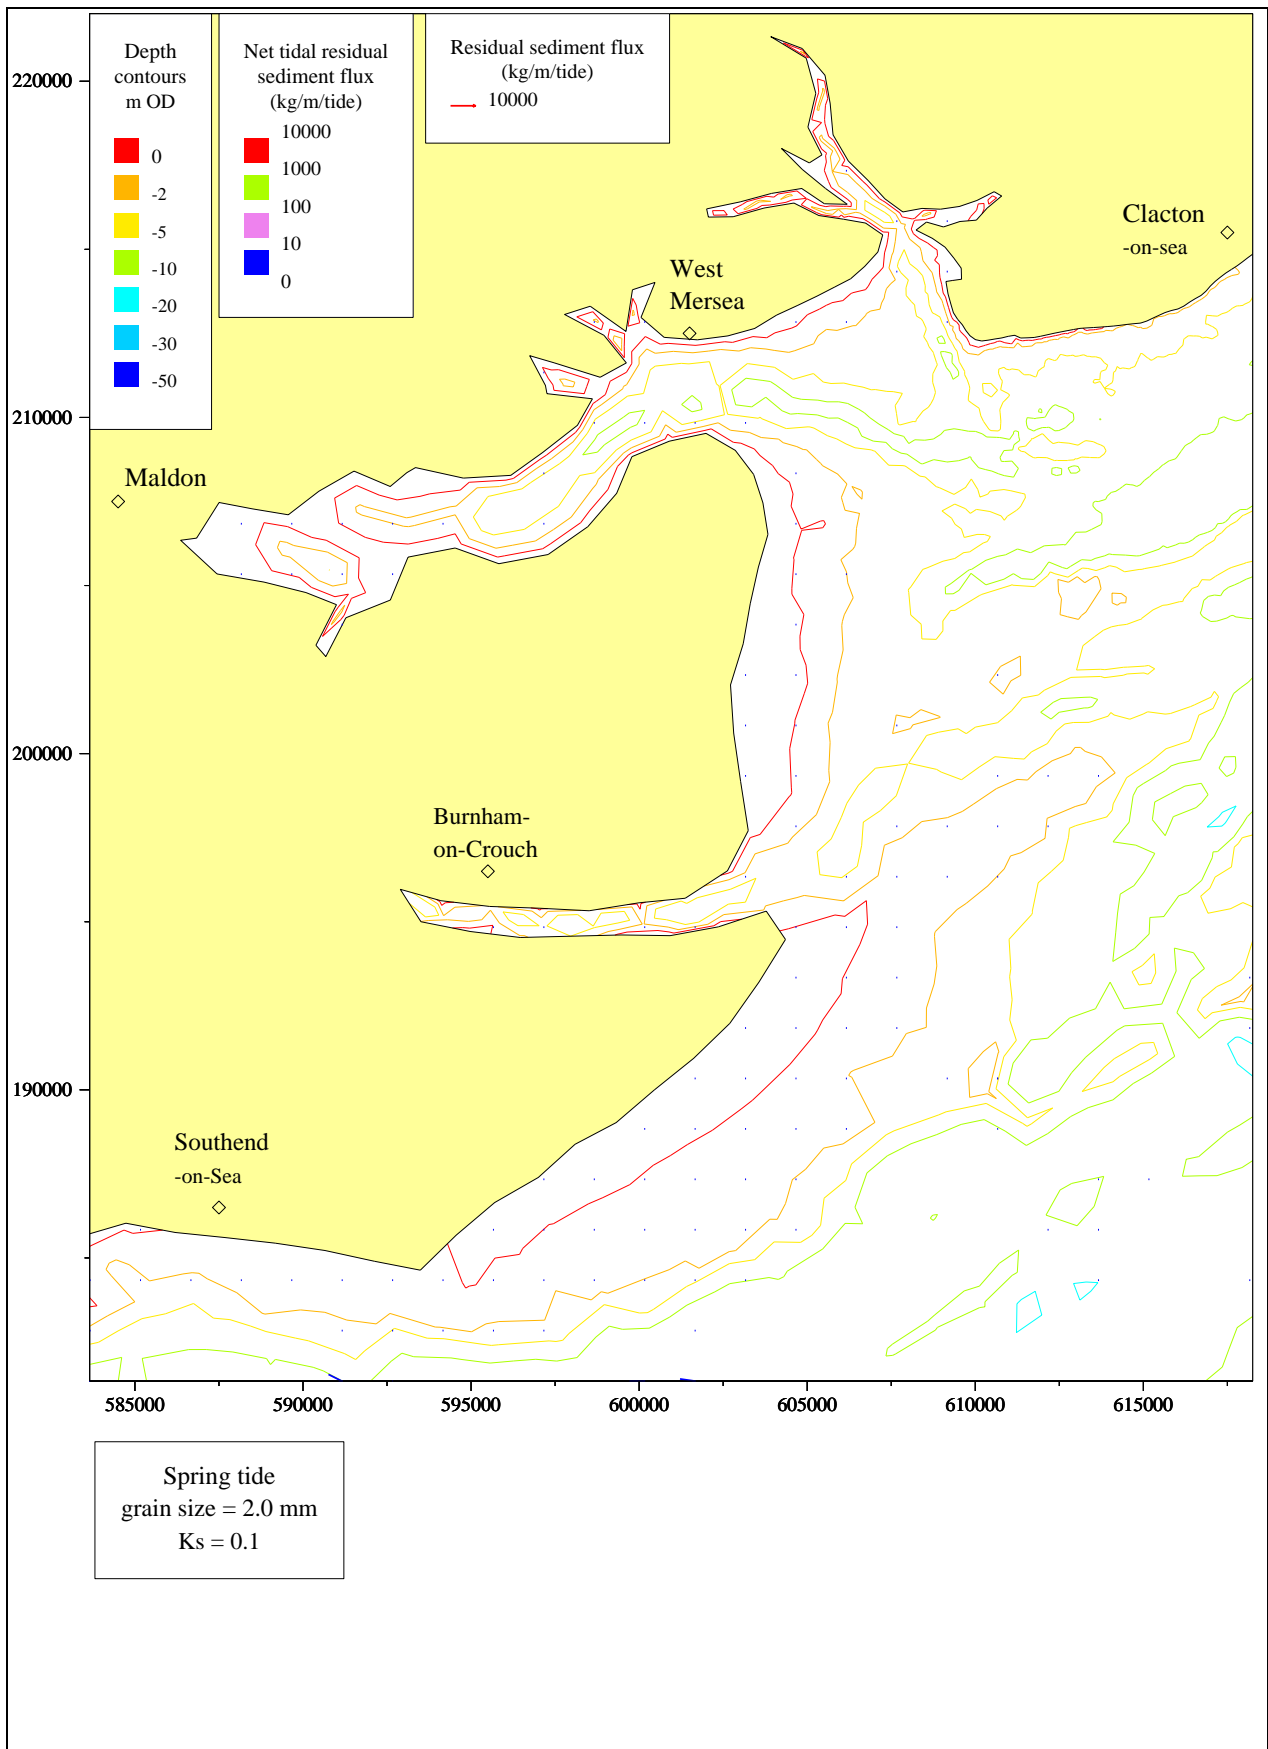 Depth
contours
m OD
0
-2
-5
-10
-20
-30
-50
Net tidal residual
sediment flux
(kg/m/tide)
10000
1000
100
10
0
Residual sediment flux
(kg/m/tide)
10000
220000
210000
200000
190000
Clacton
-on-sea
West
Mersea
Maldon
Burnham-
on-Crouch
Southend
-on-Sea
585000
590000
595000
600000
605000
610000
615000
Spring tide
grain size = 2.0 mm
Ks = 0.1